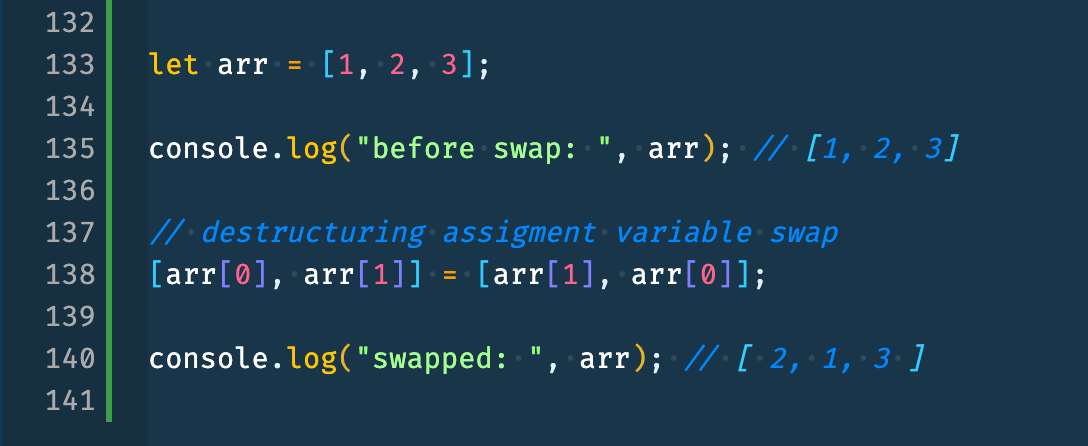 132
133 let arr = [1, 2, 3];
134
135 console.log("before swap: ", arr); // [1, 2, 3]
136
137 // destructuring assigment variable swap
138 [arr[0], arr[1]] = [arr[1], arr[0]];
139
140 console.log("swapped: ", arr); // [ 2, 1, 3 ]
141